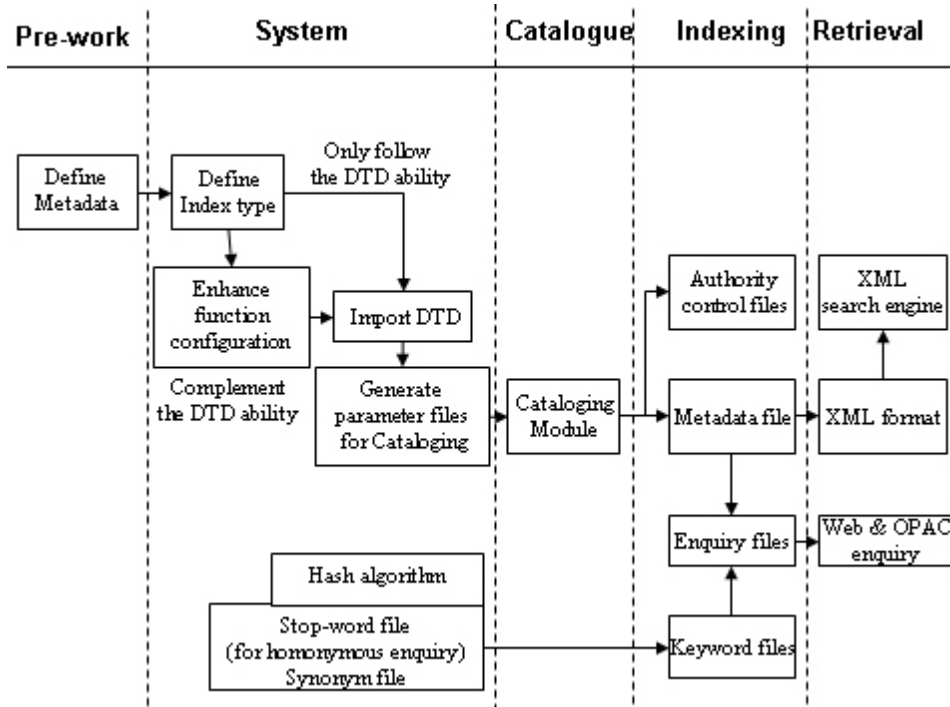 Pre-work
System
Catalogue
Indexing
Retrieval
Only follow
the DTD ability
Define
Metadata
Define
Index type
Enhance
function
configuration
Import DTD
Authority
control files
XML
search engine
Complement
the DTD ability
Generate
parameter files
for Cataloging
Cataloging
Module
Metadata file
XML format
Enquiry files
Web & OPAC
enquiry
Hash algorithm
Stop-word file
(for homonymous enquiry)
Synonym file
Keyword files